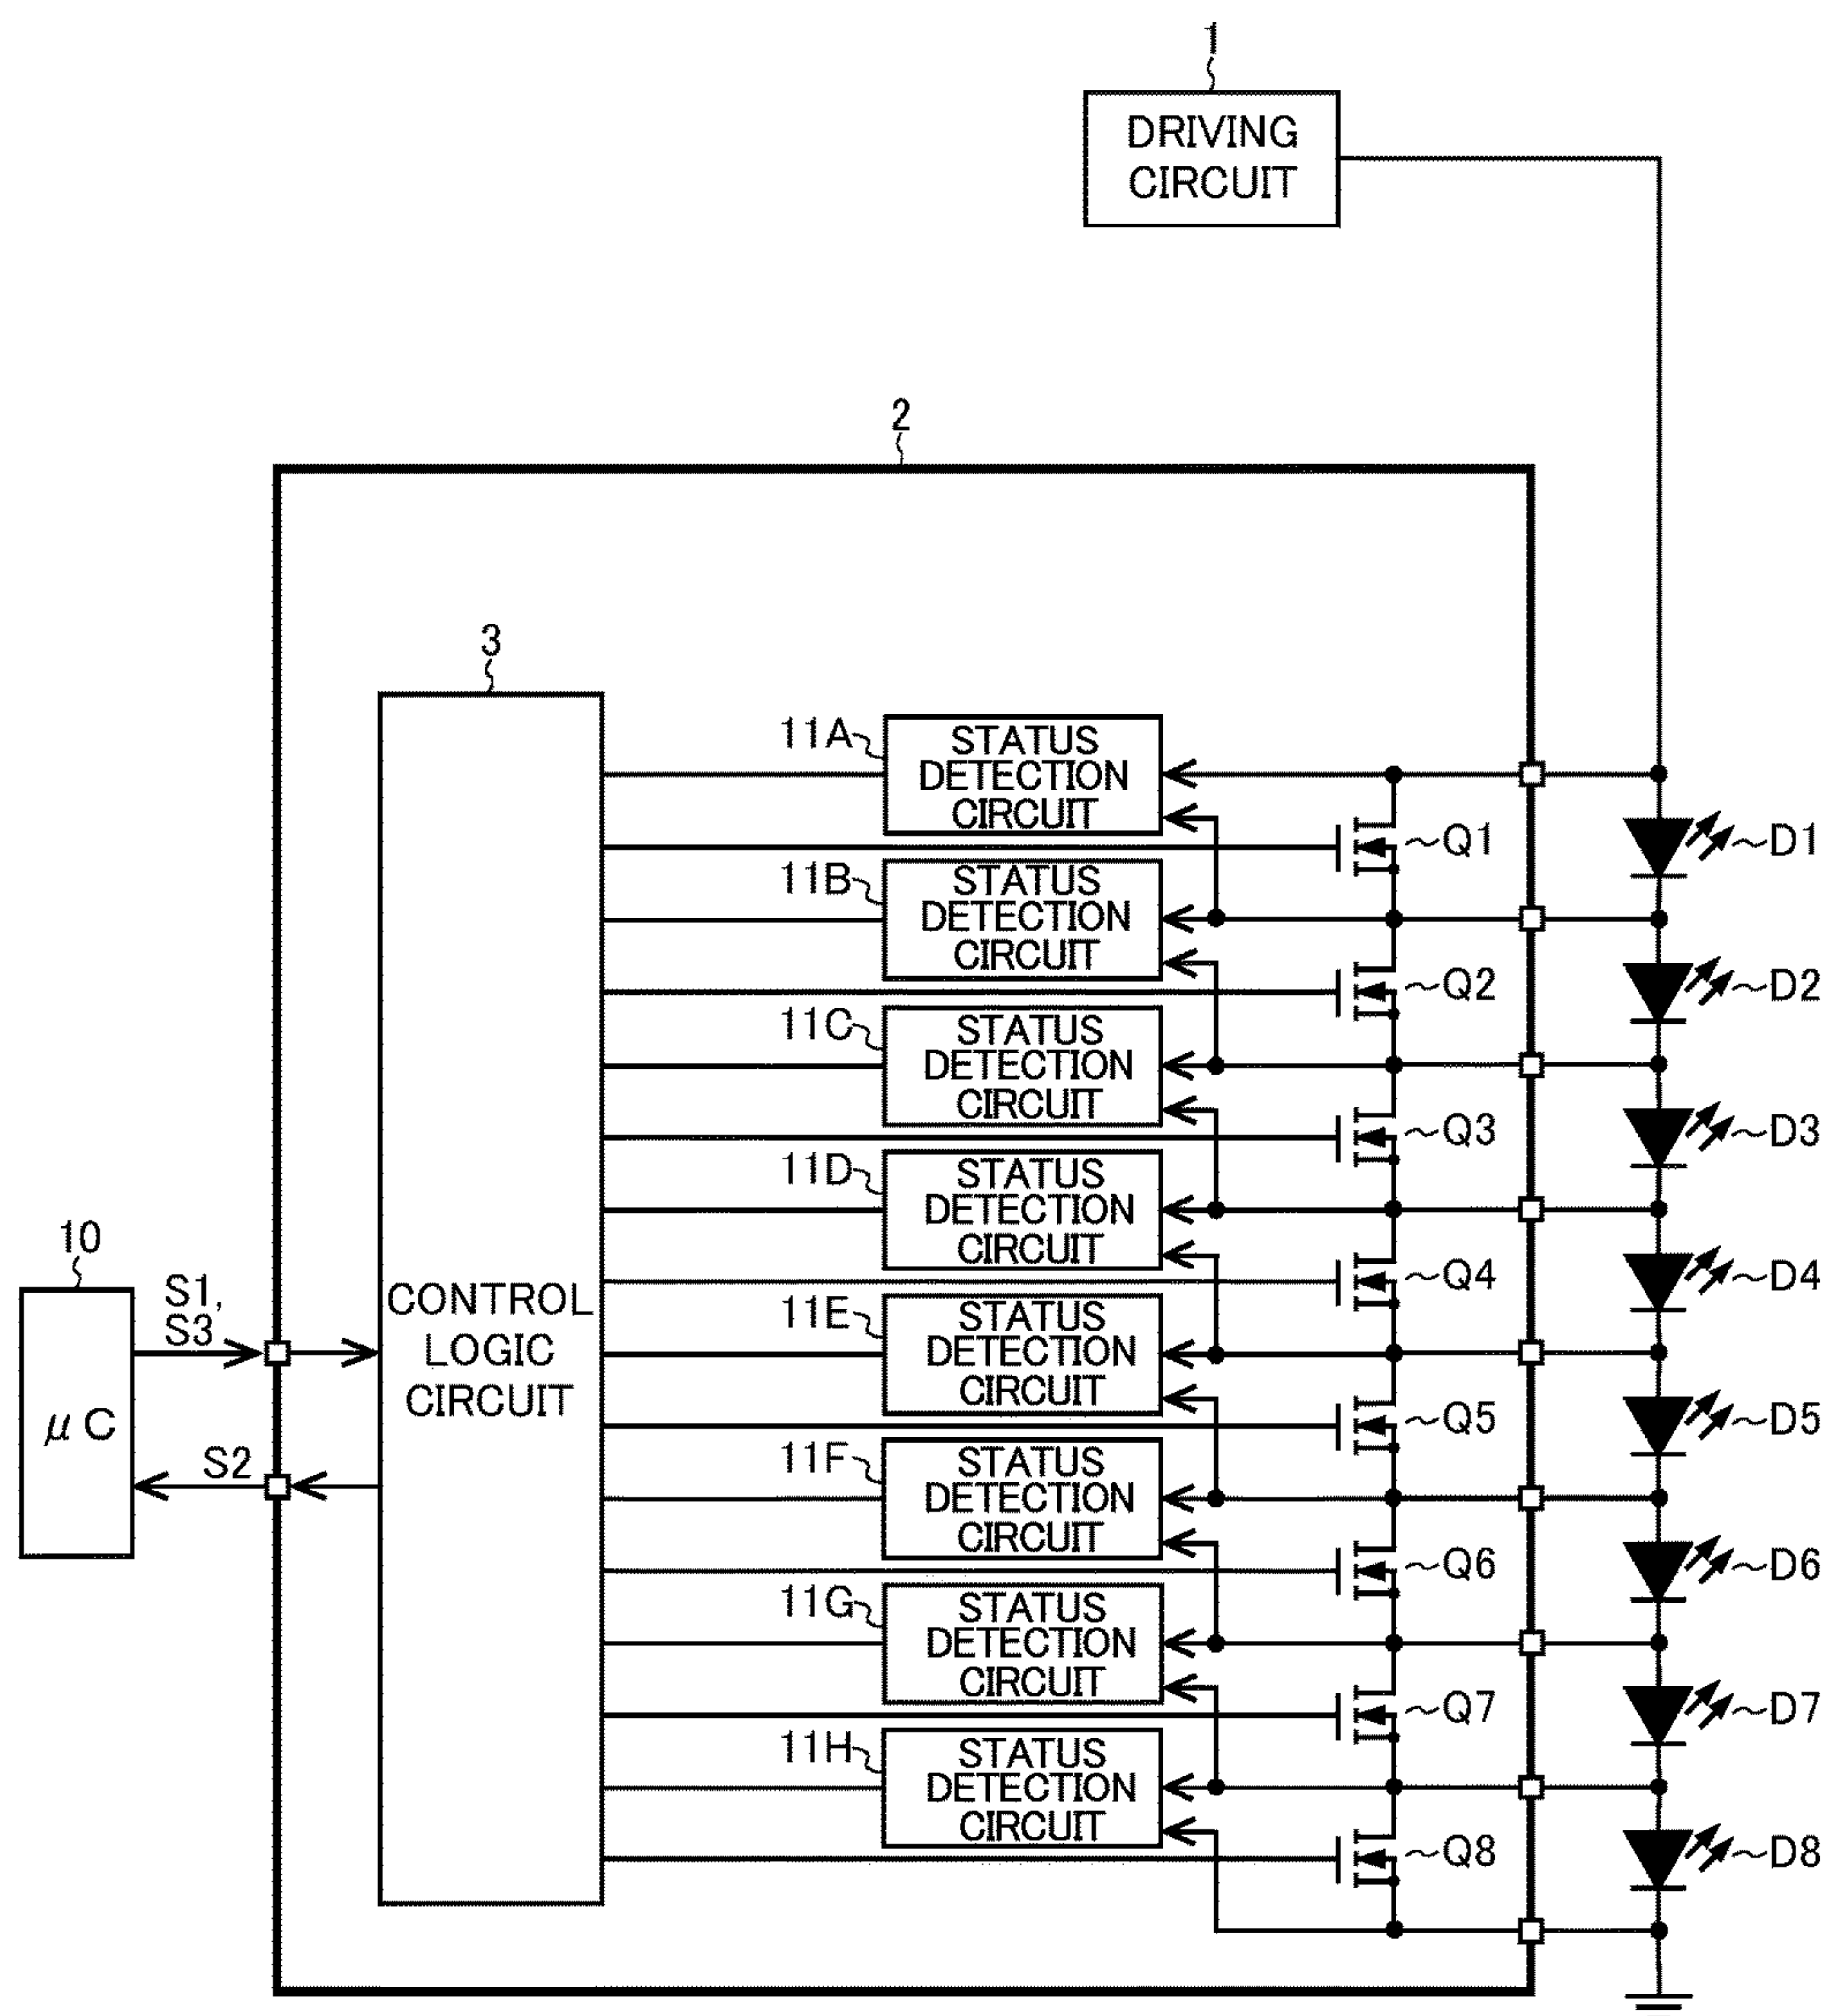 1
DRIVING
CIRCUIT
2
3
11A
STATUS
DETECTION
CIRCUIT
Q1
D1
11B
STATUS
DETECTION
CIRCUIT
Q2
D2
11C
STATUS
DETECTION
CIRCUIT
Q3
D3
11D
STATUS
DETECTION
CIRCUIT
Q4
D4
10
S1,
S3
CONTROL
LOGIC
CIRCUIT
μC
S2
11E
STATUS
DETECTION
CIRCUIT
Q5
D5
11F
STATUS
DETECTION
CIRCUIT
Q6
D6
11G
STATUS
DETECTION
CIRCUIT
Q7
D7
11H
STATUS
DETECTION
CIRCUIT
Q8
D8